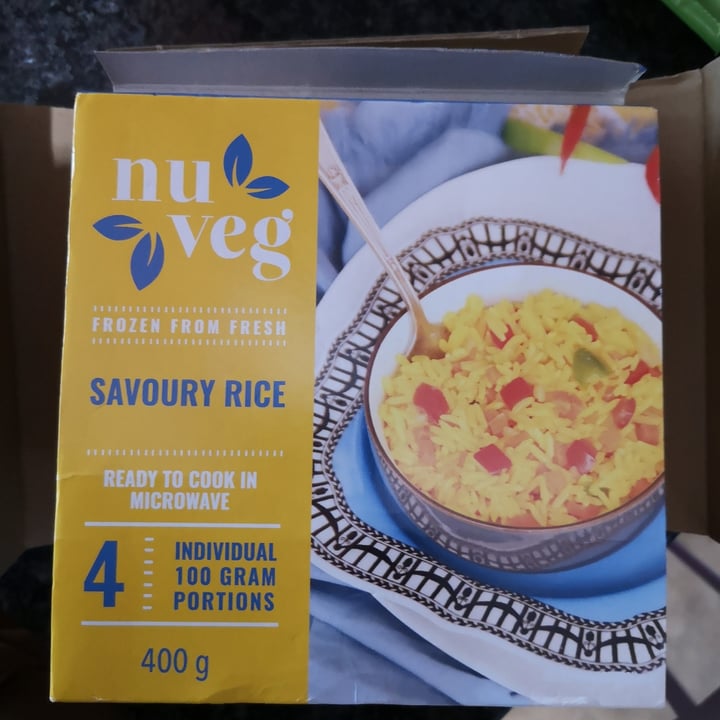 nu
veg
FROZEN FROM FRESH
SAVOURY RICE
READY TO COOK IN
MICROWAVE
4
INDIVIDUAL
100 GRAM
PORTIONS
400 g